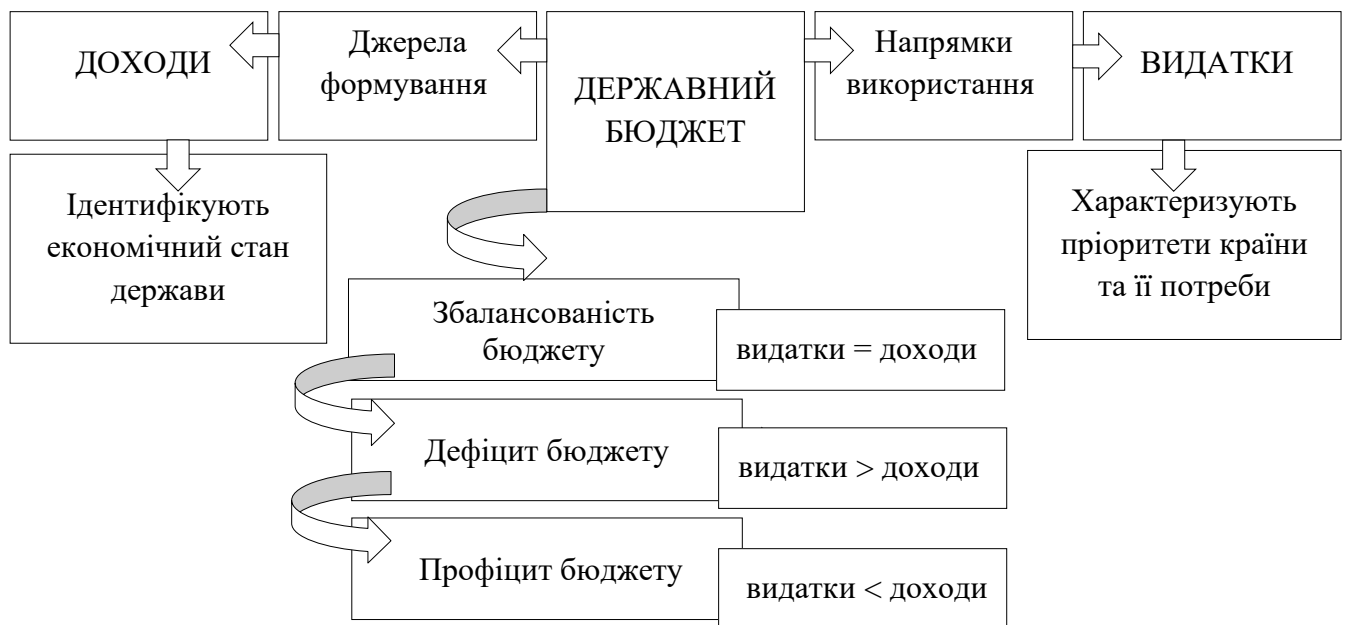 ДОХОДИ
Джерела
формування
ДЕРЖАВНИЙ
БЮДЖЕТ
Напрямки
використання
ВИДАТКИ
Ідентифікують
економічний стан
держави
Характеризують
пріоритети країни
та її потреби
Збалансованість
бюджету
видатки = доходи
Дефіцит бюджету
видатки > доходи
Профіцит бюджету
видатки < доходи